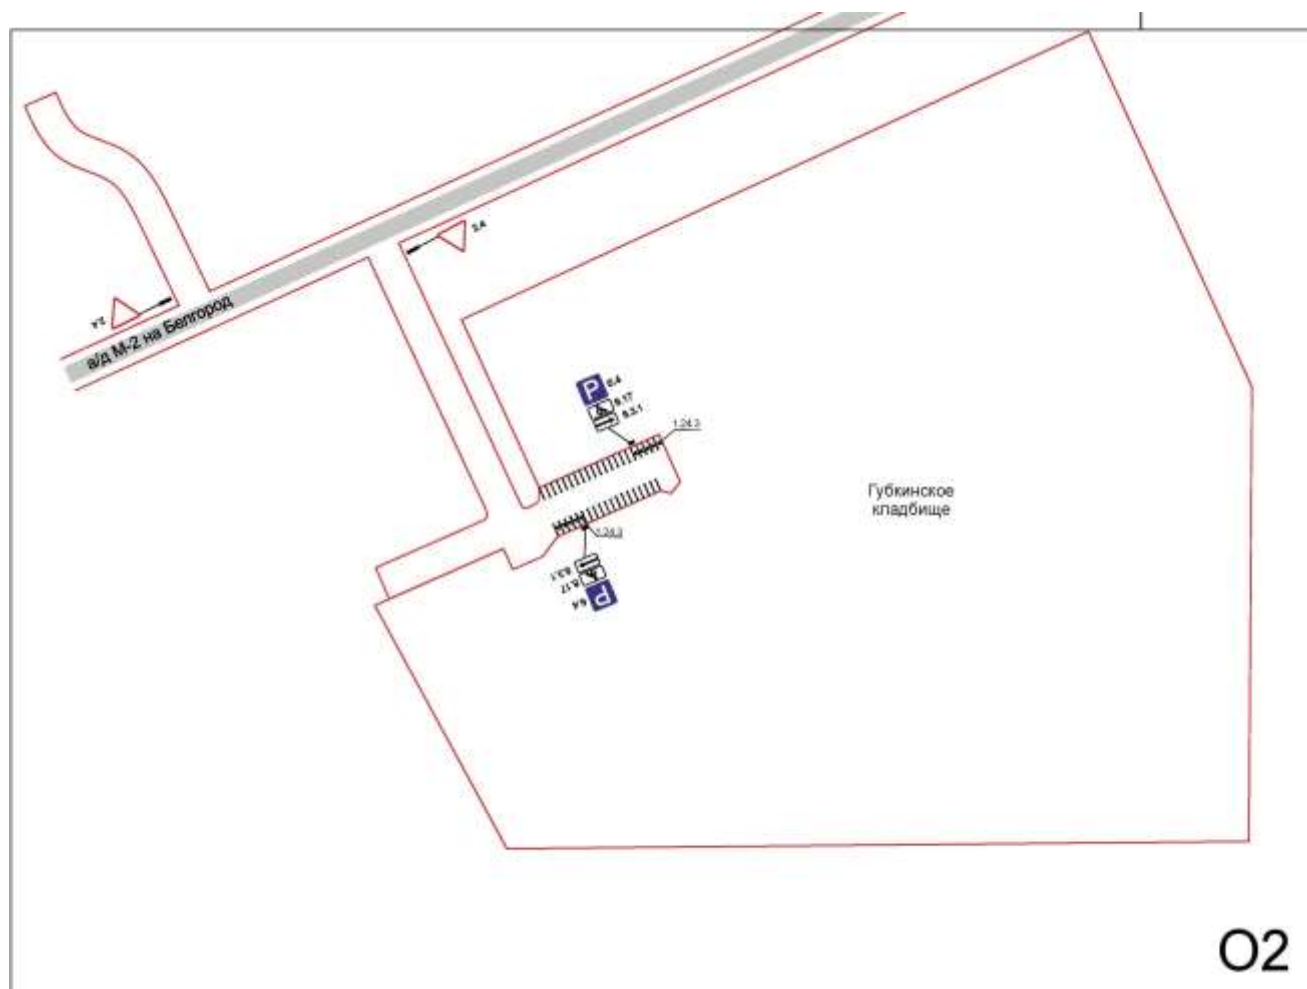 2.4
2.4
а/д М-2 на Белгород
P
6.4
8.17
8.3.1
1.24.3
Губкинское
кладбище
1.24.3
8.3.1
8.17
6.4
P
О2